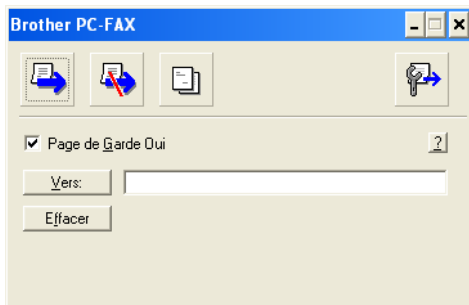 Brother PC-FAX
Page de Garde Oui
?
Vers:
Effacer